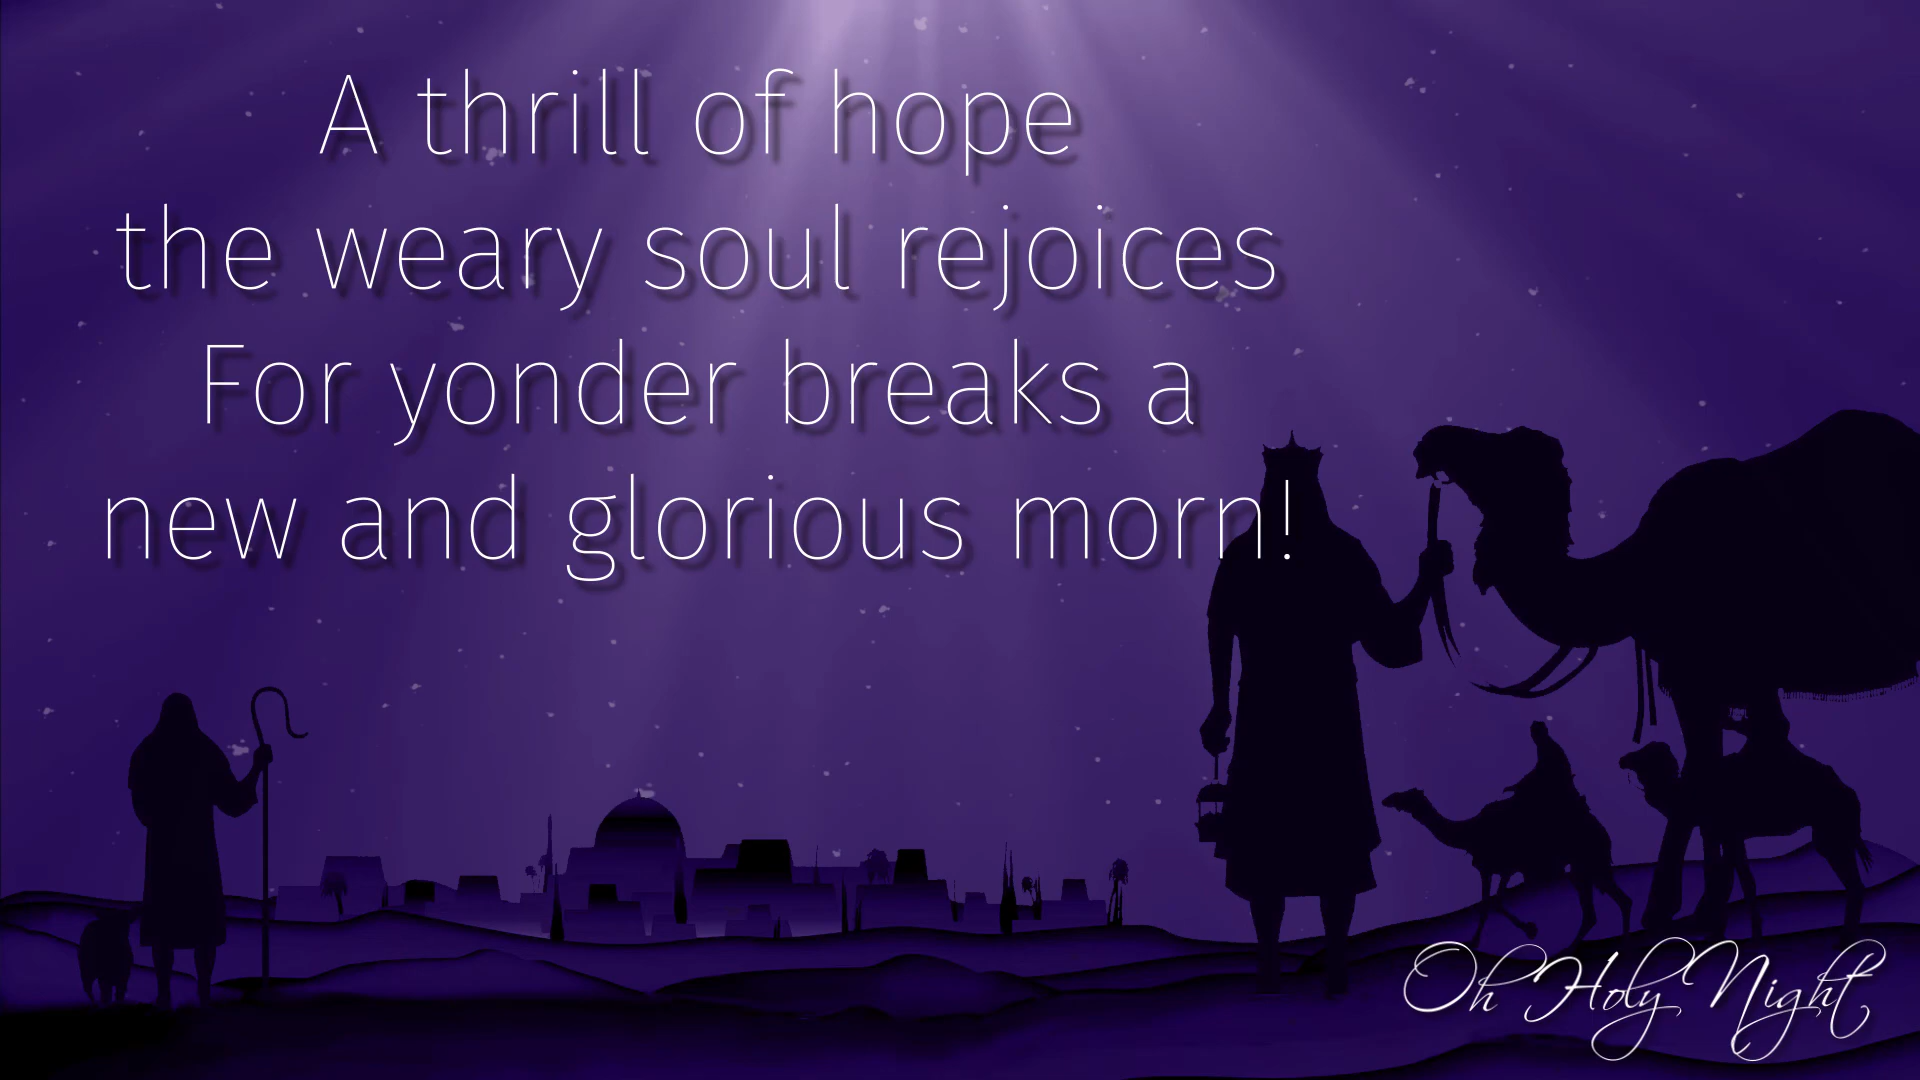 A thrill of hope
the weary soul rejoices
For yonder breaks a
new and glorious morn!
Oh Holy Night